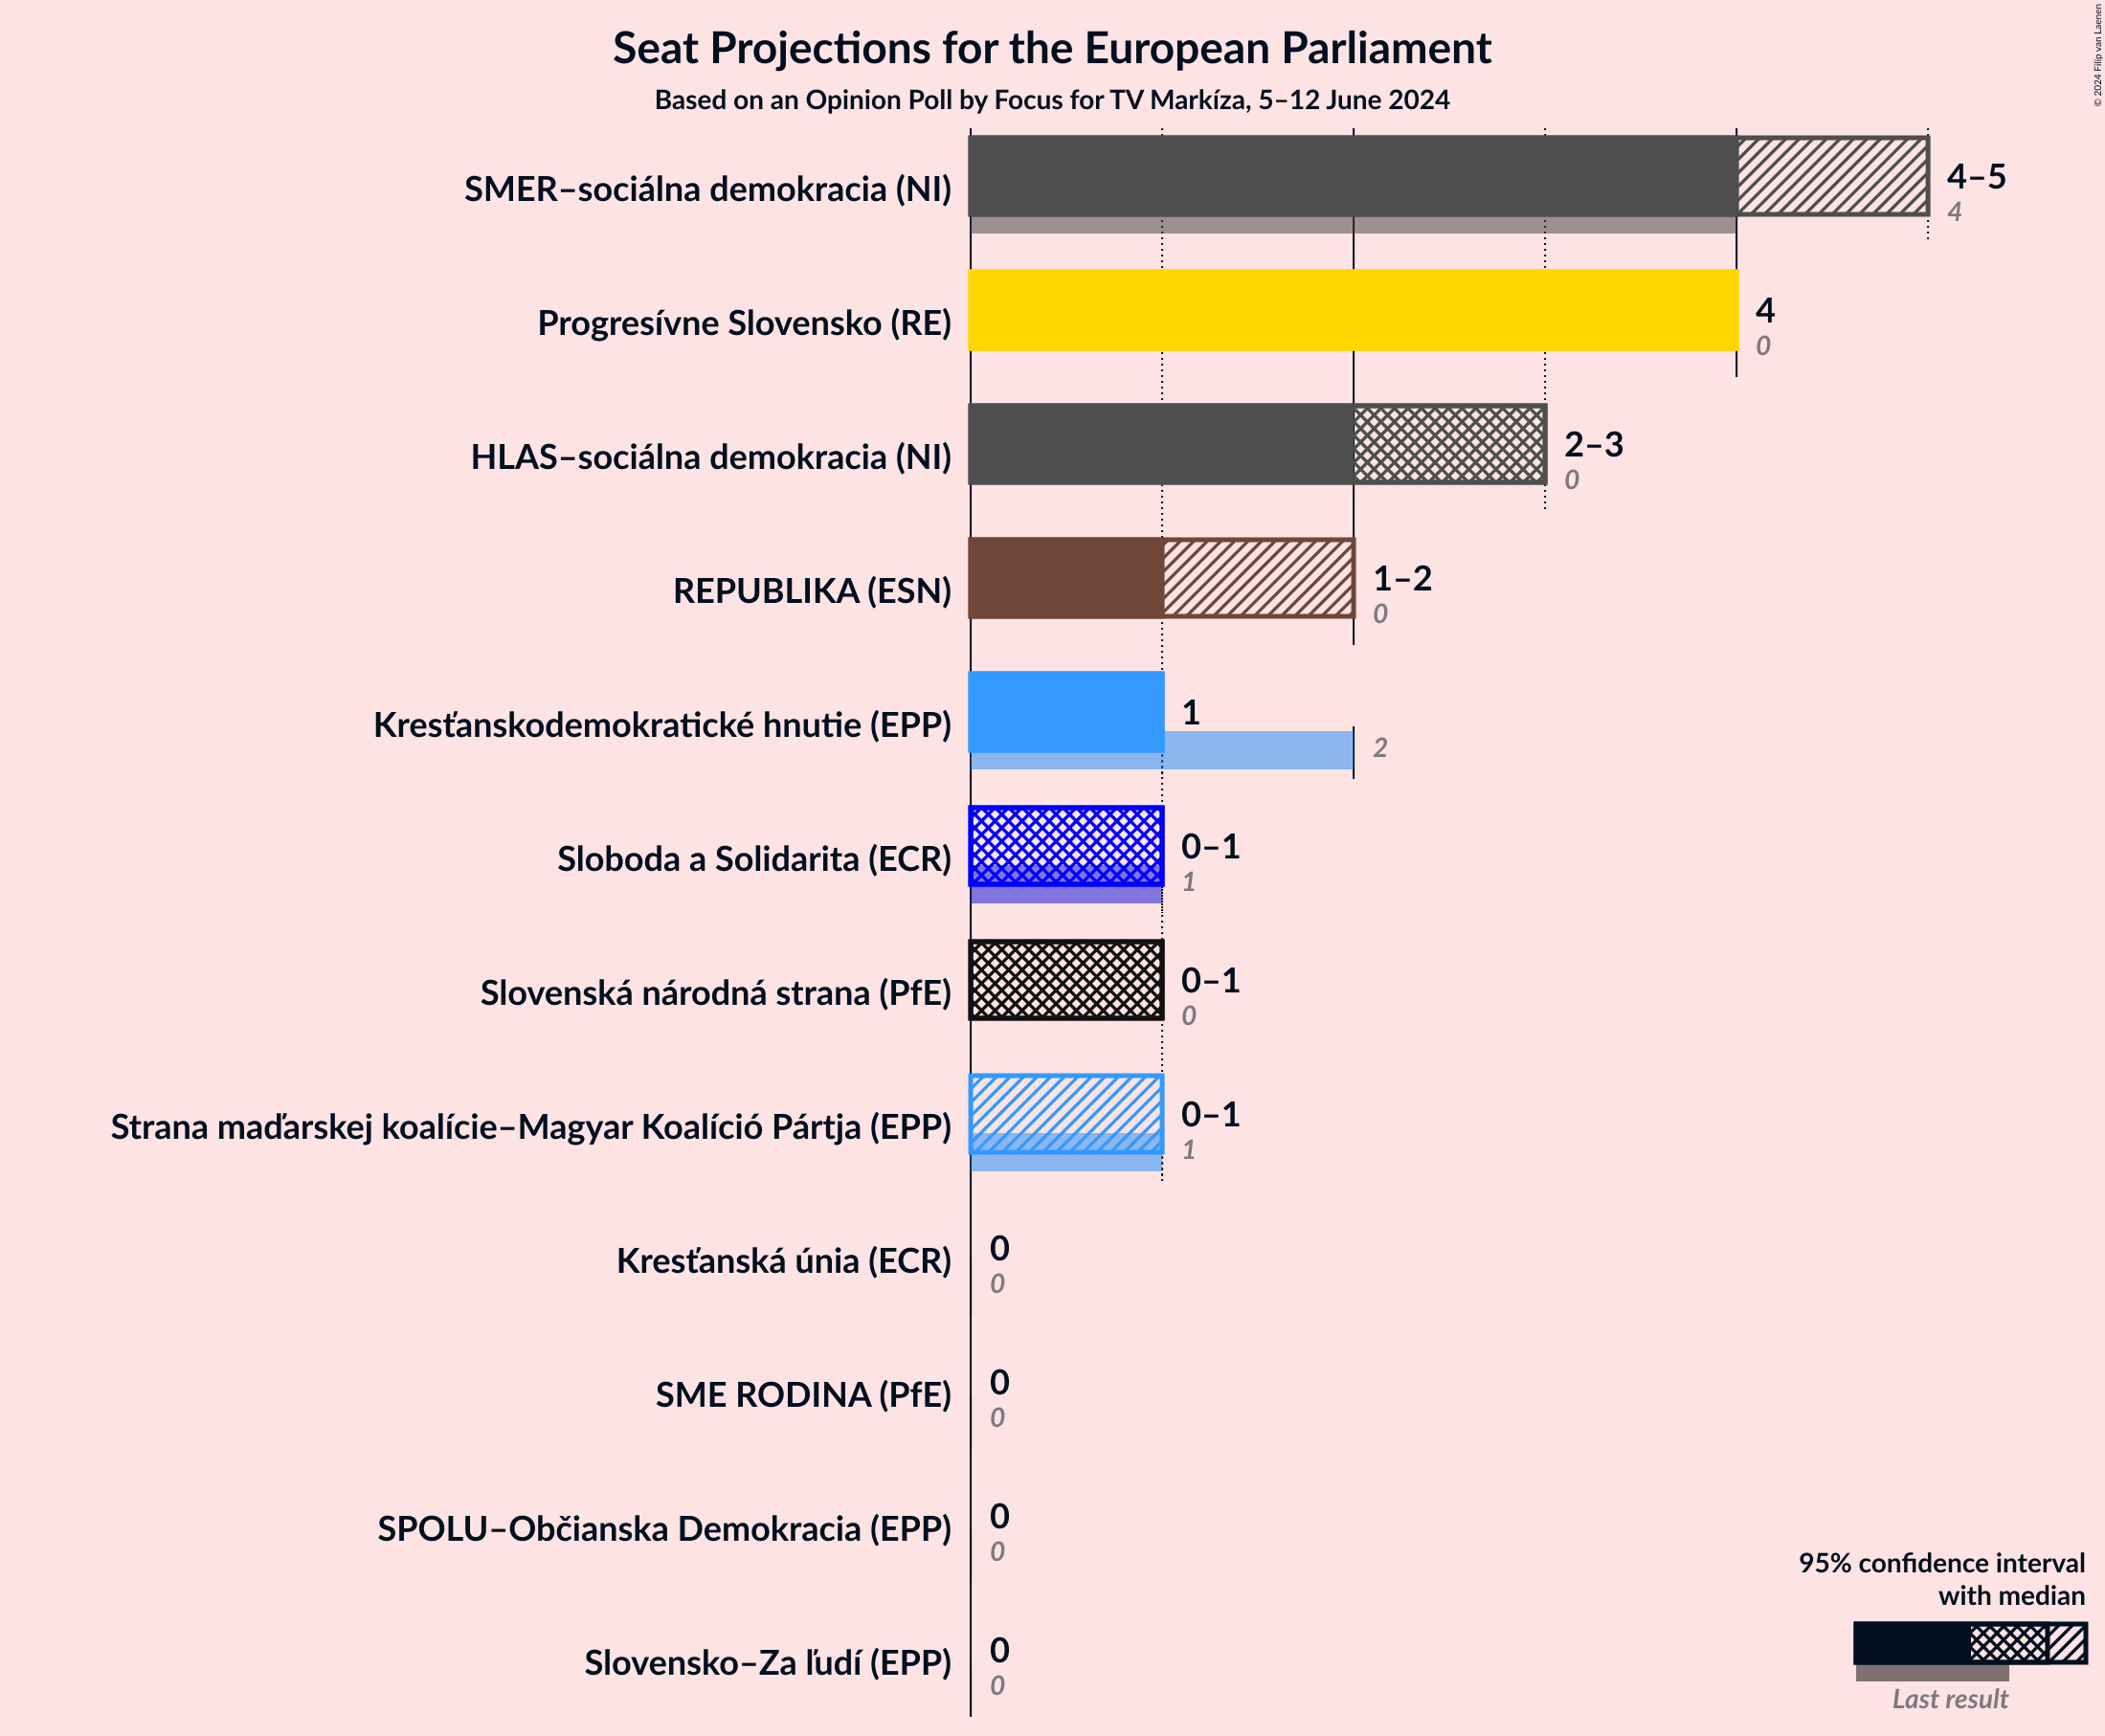 Seat Projections for the European Parliament
Based on an Opinion Poll by Focus for TV Markíza, 5–12 June 2024
© 2024 Filip van Laenen
SMER–sociálna demokracia (NI)
4–5
4
Progresívne Slovensko (RE)
4
0
HLAS–sociálna demokracia (NI)
2–3
0
REPUBLIKA (ESN)
1–2
0
Kresťanskodemokratické hnutie (EPP)
1
2
Sloboda a Solidarita (ECR)
0–1
1
Slovenská národná strana (PfE)
0–1
0
Strana maďarskej koalície–Magyar Koalíció Pártja (EPP)
0–1
1
Kresťanská únia (ECR)
0
0
SME RODINA (PfE)
0
0
SPOLU–Občianska Demokracia (EPP)
0
0
Slovensko–Za ľudí (EPP)
0
0
95% confidence interval
with median
Last result